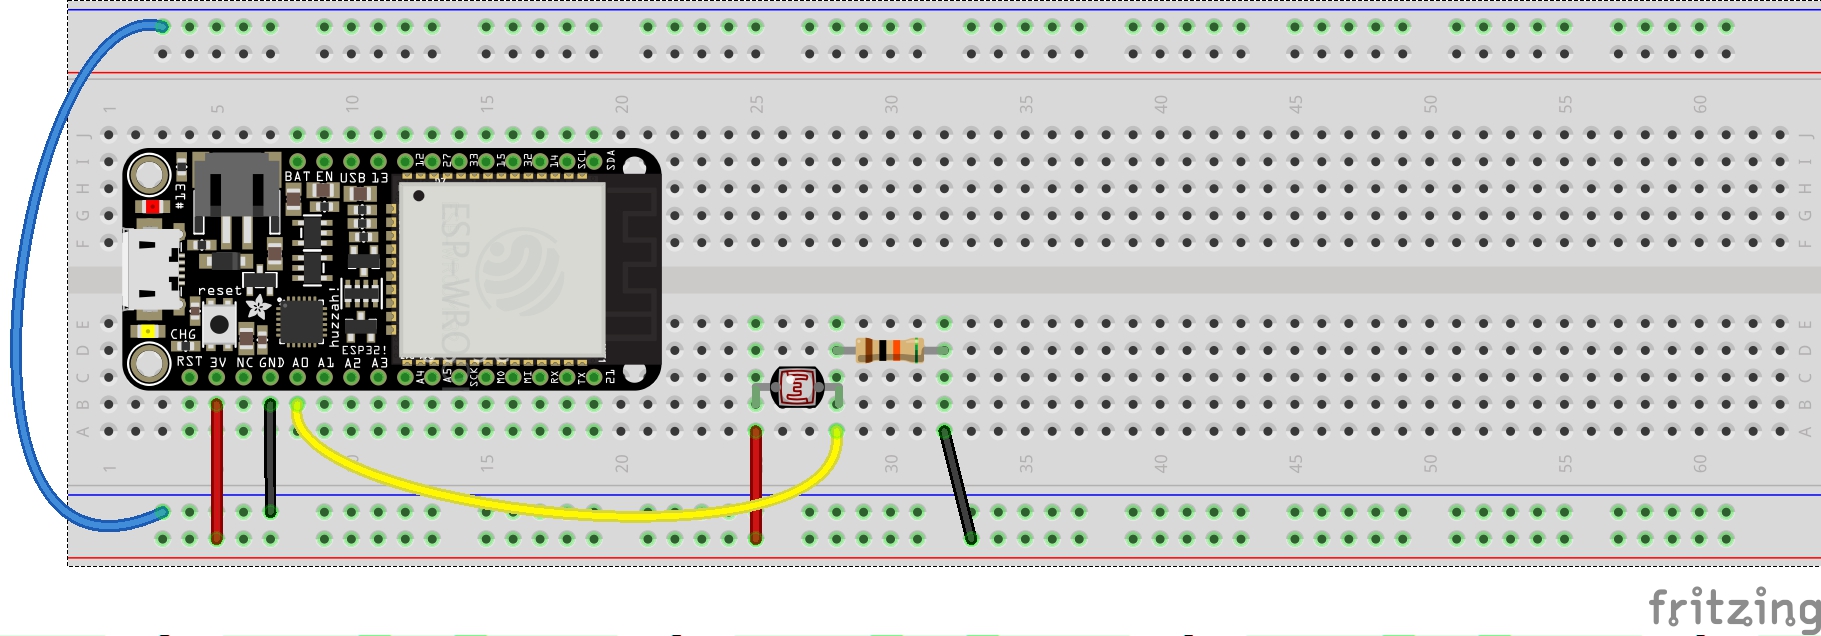 1 5 10 15 20 25 30 35 40 45 50 55 60
J J
I I
H H
G G
F F
12 27 33 15 32 14 SCL SDA
BAT EN USB 13
#13
ESP-WRO
reset
huzzah!
ESP32!
CHG
RST 3V NC GND A0 A1 A2 A3 A4 A5 SCK MO MI RX TX 21
E E
D D
C C
B B
A A
1 15 20 30 35 40 45 50 55 60
fritzing